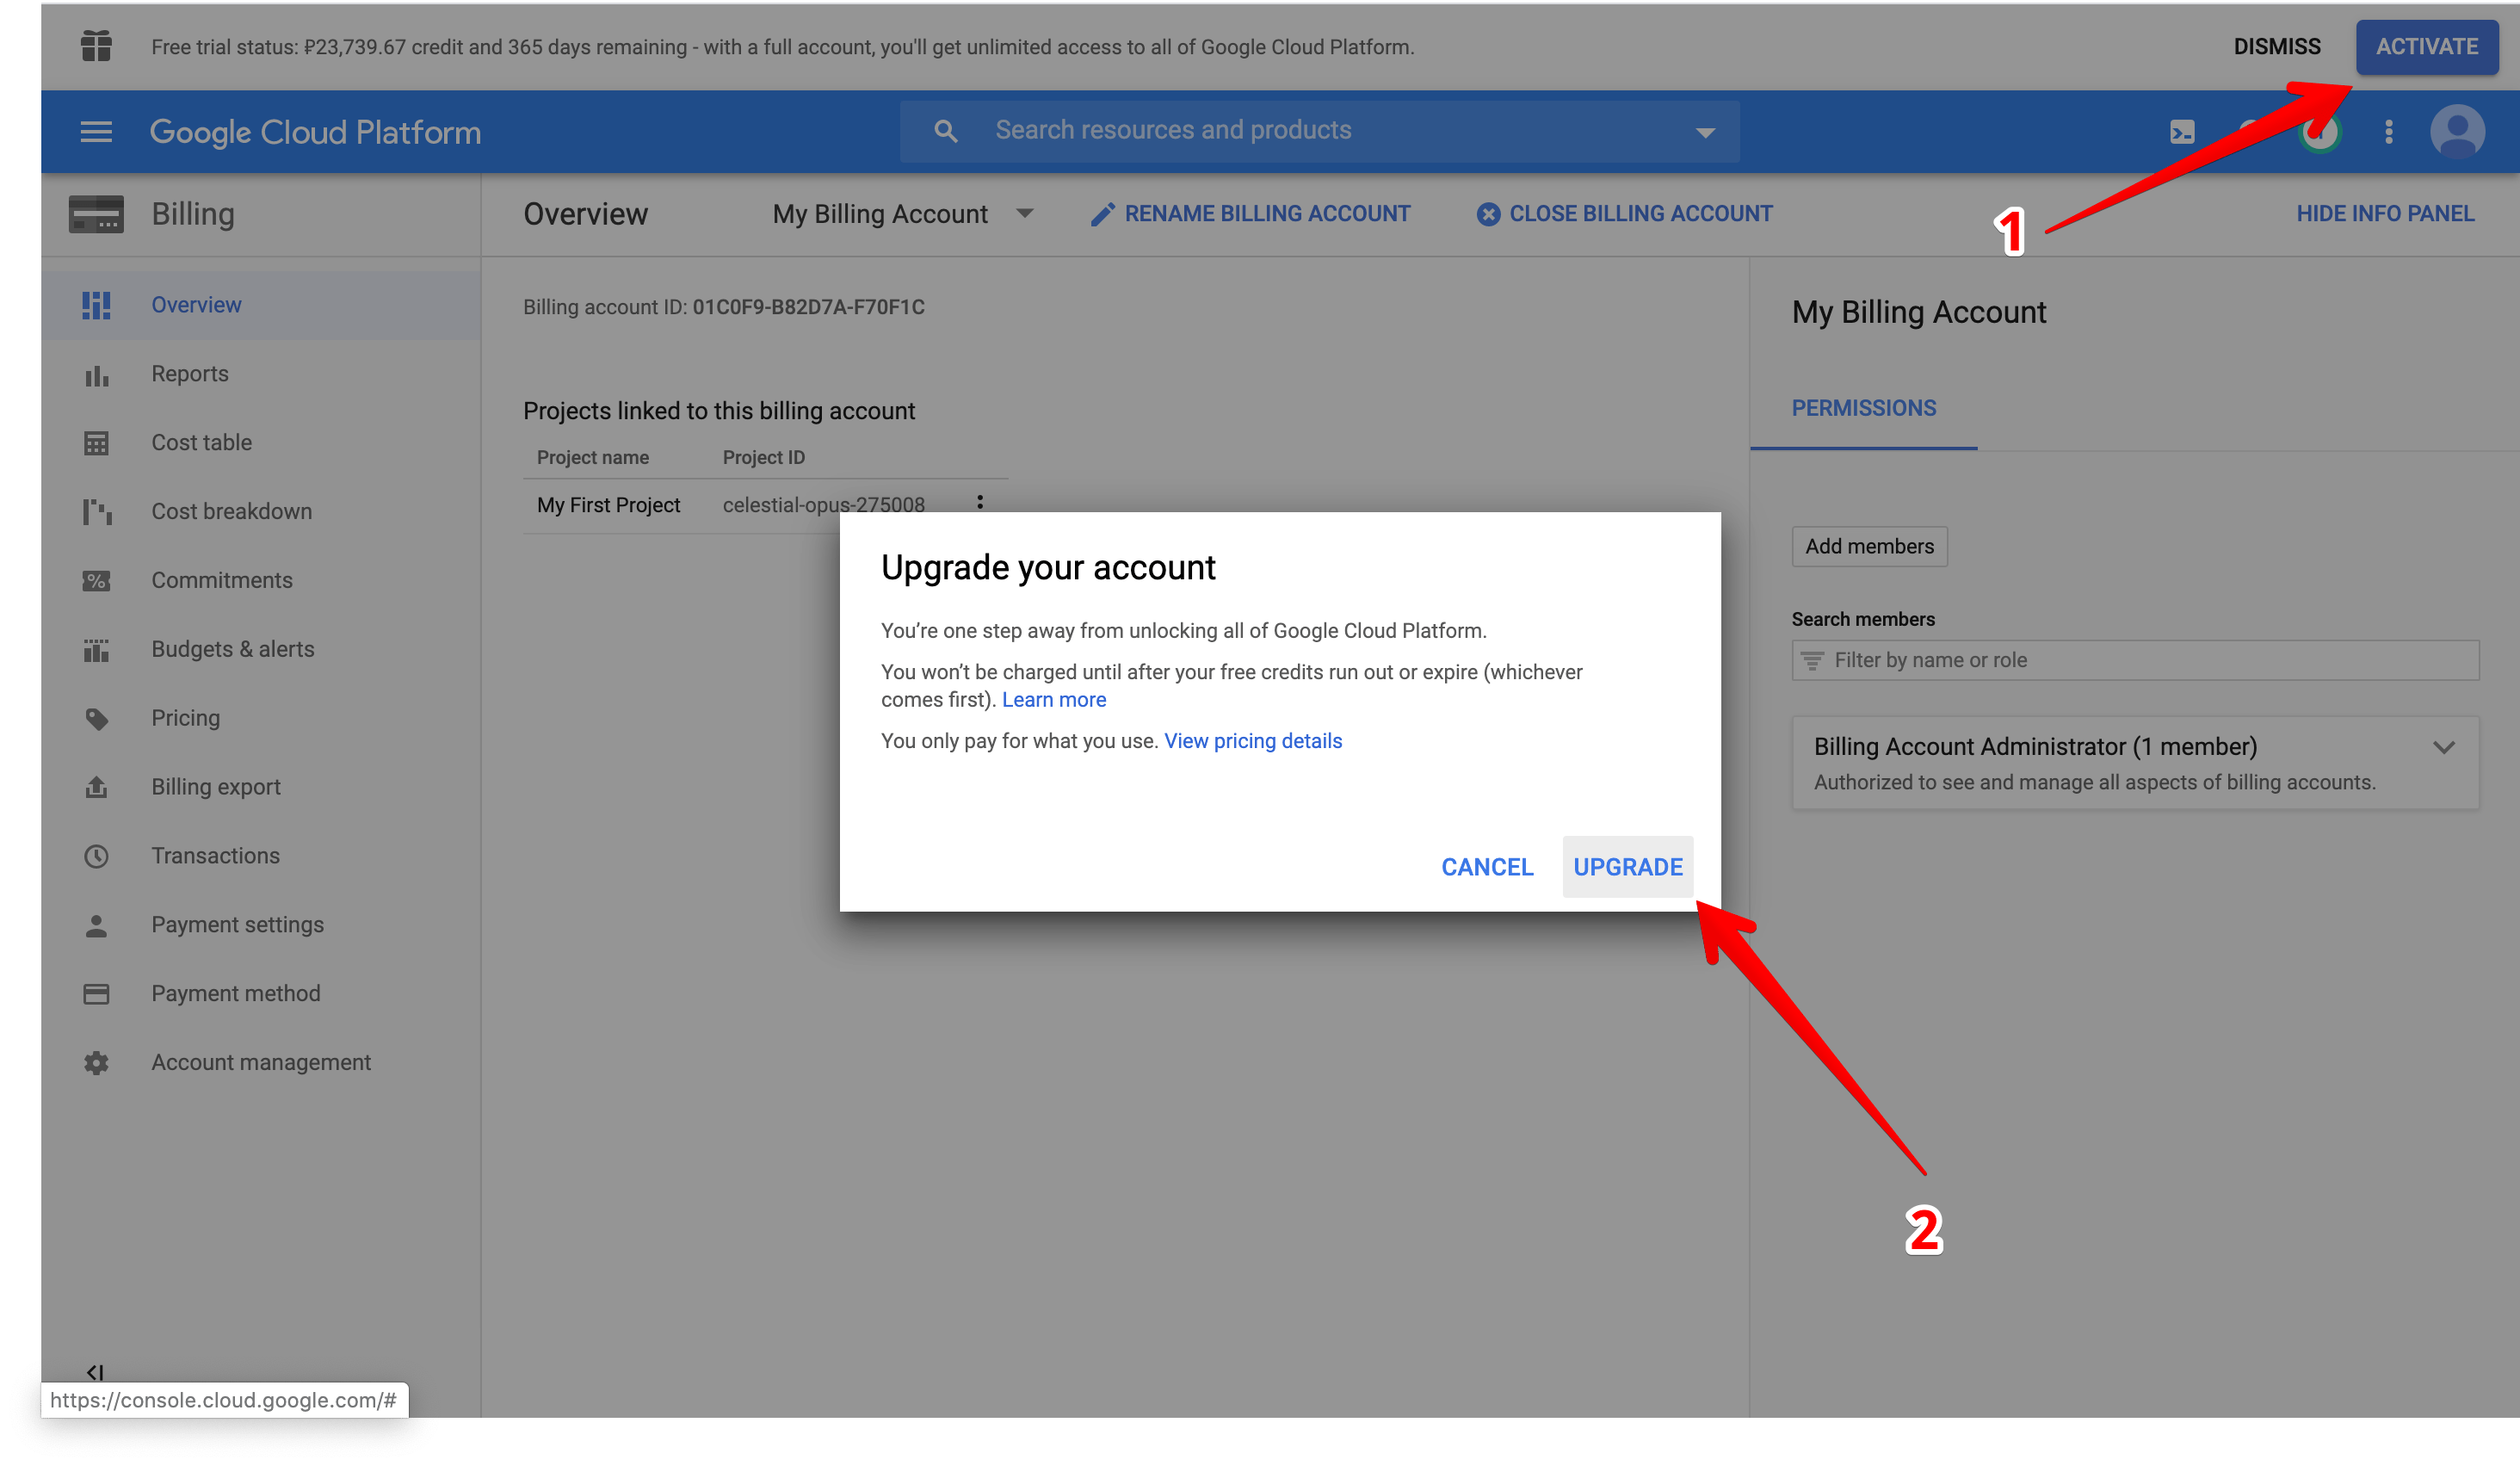 Free trial status: ₽23,739.67 credit and 365 days remaining - with a full account, you'll get unlimited access to all of Google Cloud Platform.
DISMISS
ACTIVATE
Google Cloud Platform
Search resources and products
1
Billing
Overview
My Billing Account
RENAME BILLING ACCOUNT
CLOSE BILLING ACCOUNT
HIDE INFO PANEL
Overview
Reports
Cost table
Cost breakdown
Commitments
Budgets & alerts
Pricing
Billing export
Transactions
Payment settings
Payment method
Account management
https://console.cloud.google.com/#
Billing account ID: 01C0F9-B82D7A-F70F1C
Projects linked to this billing account
Project name Project ID
My First Project celestial-opus-275008
Upgrade your account
You’re one step away from unlocking all of Google Cloud Platform.
You won’t be charged until after your free credits run out or expire (whichever
comes first). Learn more
You only pay for what you use. View pricing details
CANCEL
UPGRADE
2
My Billing Account
PERMISSIONS
Add members
Search members
Filter by name or role
Billing Account Administrator (1 member)
Authorized to see and manage all aspects of billing accounts.